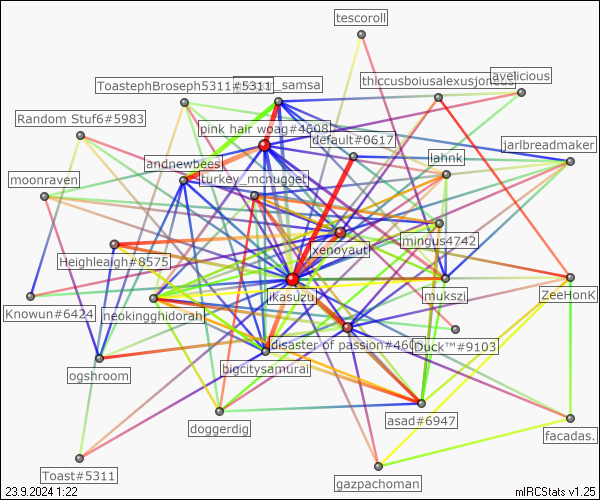 tescoroll
thiccusboiusalexusjoneus
avelicious
ToastephBroseph5311#5311
_samsa
Random Stuf6#5983
pink hair woag#4608
default#0617
jarlbreadmaker
andnewbees
lahnk
moonraven
turkey_mcnugget
xenoyaut
mingus4742
Heighleaigh#8575
ikasuzu
mukszi
ZeeHonK
Knowun#6424
neokingghidorah
disaster of passion#460
Duck™#9103
bigcitysamurai
ogshroom
asad#6947
doggerdig
facadas.
Toast#5311
gazpachoman
23.9.2024 1:22
mIRCStats v1.25